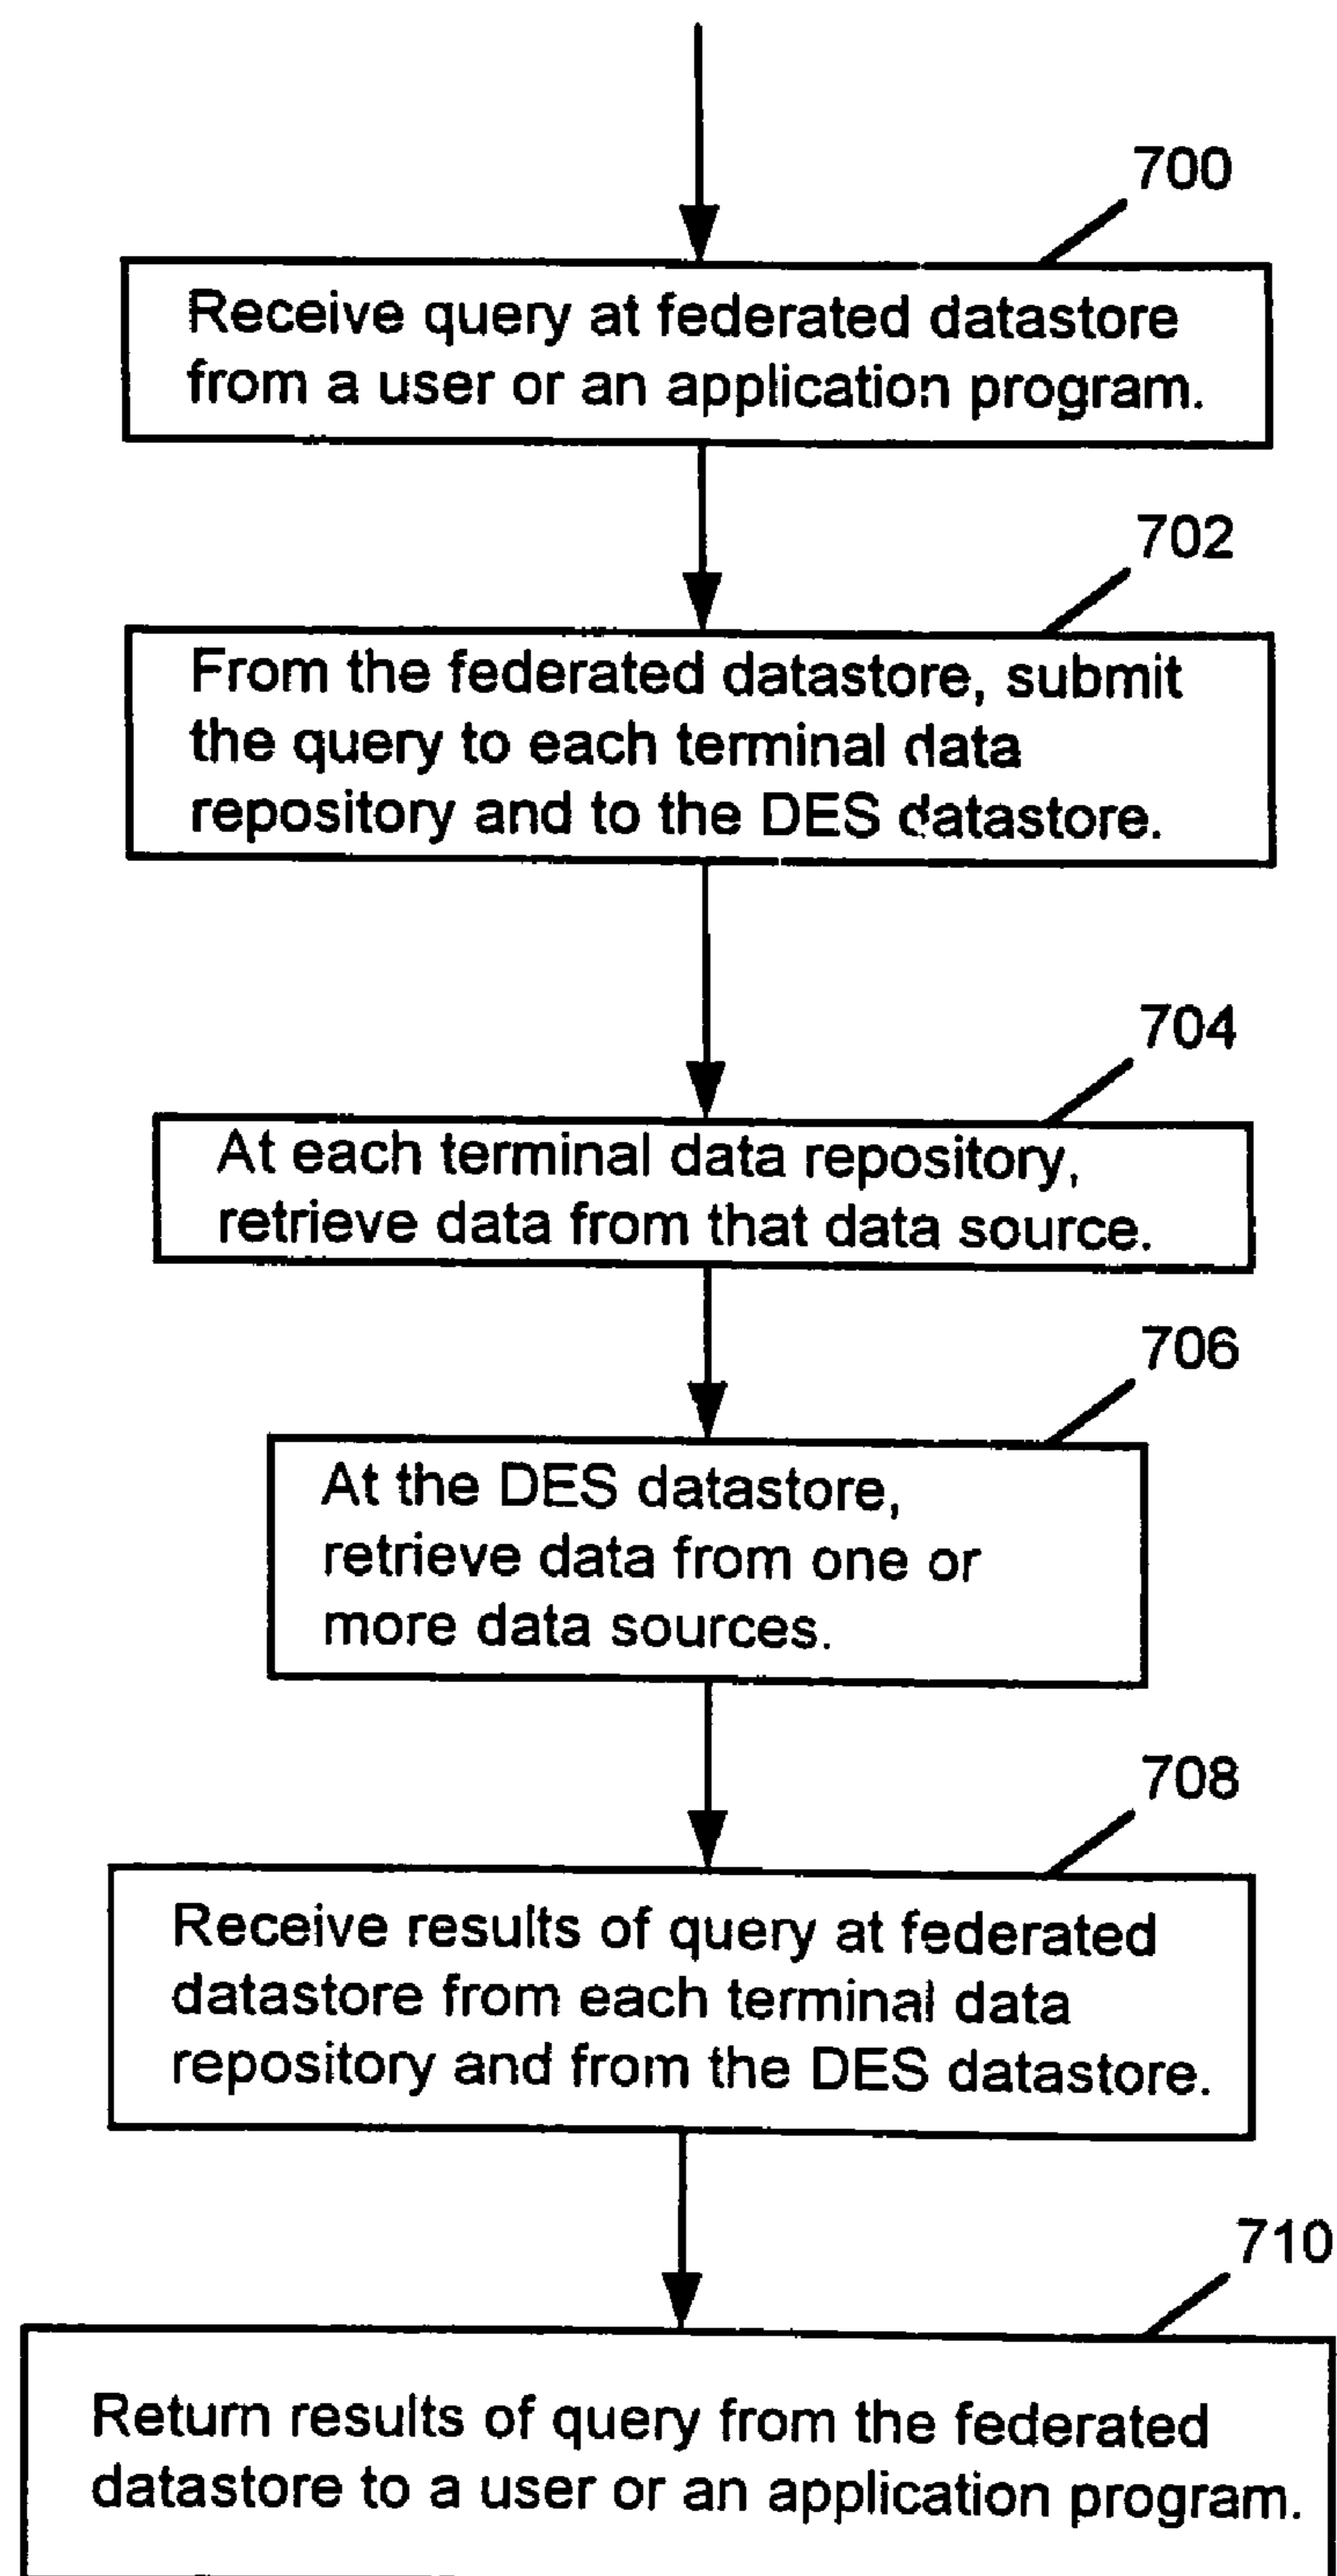 700
Receive query at federated datastore
from a user or an application program.
702
From the federated datastore, submit
the query to each terminal data
repository and to the DES datastore.
704
At each terminal data repository,
retrieve data from that data source.
706
At the DES datastore,
retrieve data from one or
more data sources.
708
Receive results of query at federated
datastore from each terminal data
repository and from the DES datastore.
710
Return results of query from the federated
datastore to a user or an application program.